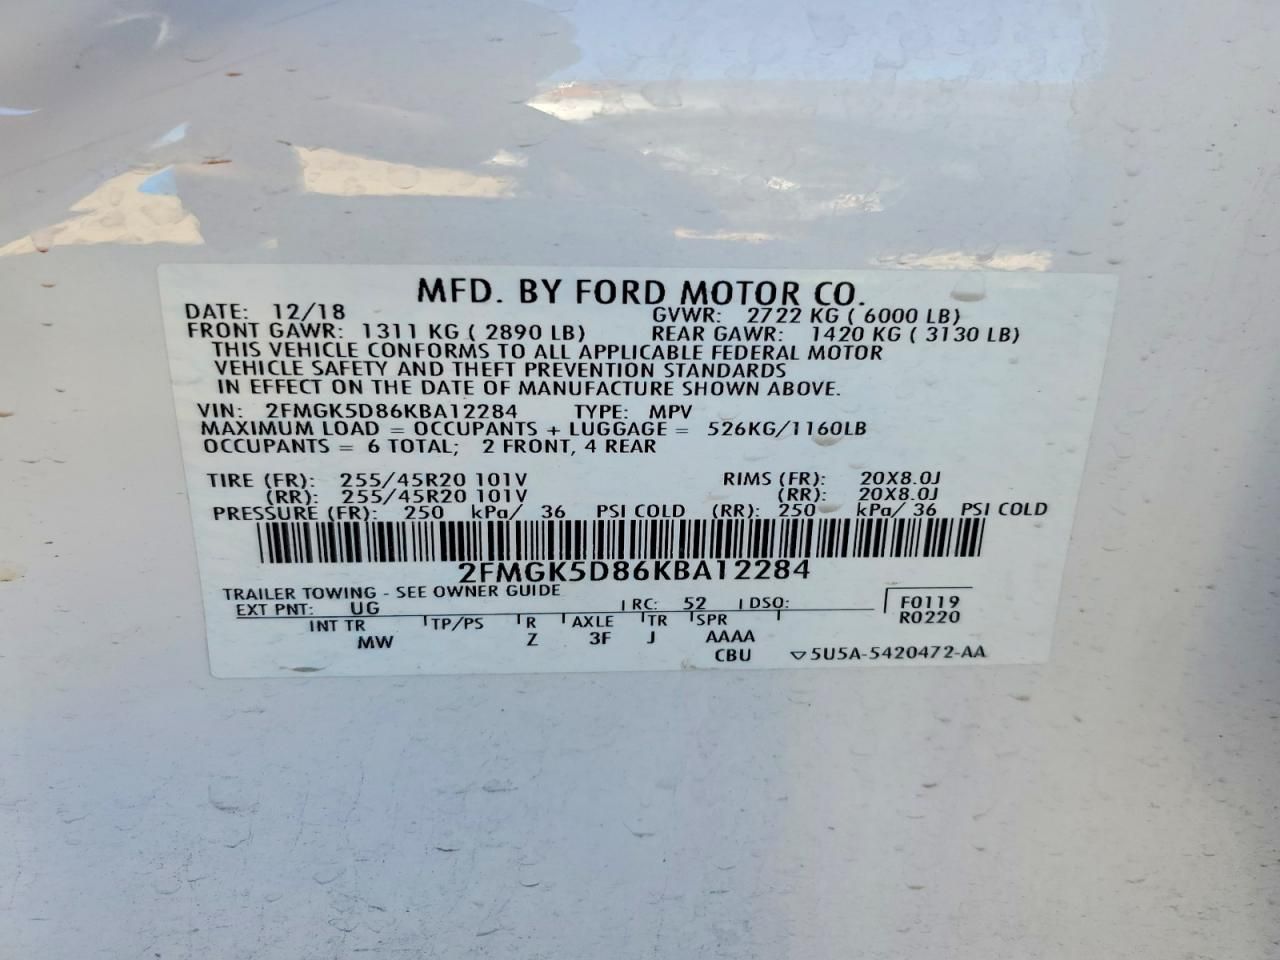 MFD. BY FORD MOTOR CO.
DATE: 12/18 GVWR: 2722 KG ( 6000 LB)
FRONT GAWR: 1311 KG ( 2890 LB) REAR GAWR: 1420 KG ( 3130 LB)
THIS VEHICLE CONFORMS TO ALL APPLICABLE FEDERAL MOTOR
VEHICLE SAFETY AND THEFT PREVENTION STANDARDS
IN EFFECT ON THE DATE OF MANUFACTURE SHOWN ABOVE.
VIN: 2FMGK5D86KBA12284 TYPE: MPV
MAXIMUM LOAD = OCCUPANTS + LUGGAGE = 526KG/1160LB
OCCUPANTS = 6 TOTAL; 2 FRONT, 4 REAR
TIRE (FR): 255/45R20 101V RIMS (FR): 20X8.0J
(RR): 255/45R20 101V (RR): 20X8.0J
PRESSURE (FR): 250 kPa/ 36 PSI COLD (RR): 250 kPa/ 36 PSI COLD
2FMGK5D86KBA12284
TRAILER TOWING - SEE OWNER GUIDE
EXT PNT: UG RC: 52 DSO: F0119
R0220
INT TR TP/PS R AXLE TR SPR
MW Z 3F J AAAA
CBU ▽5U5A-5420472-AA